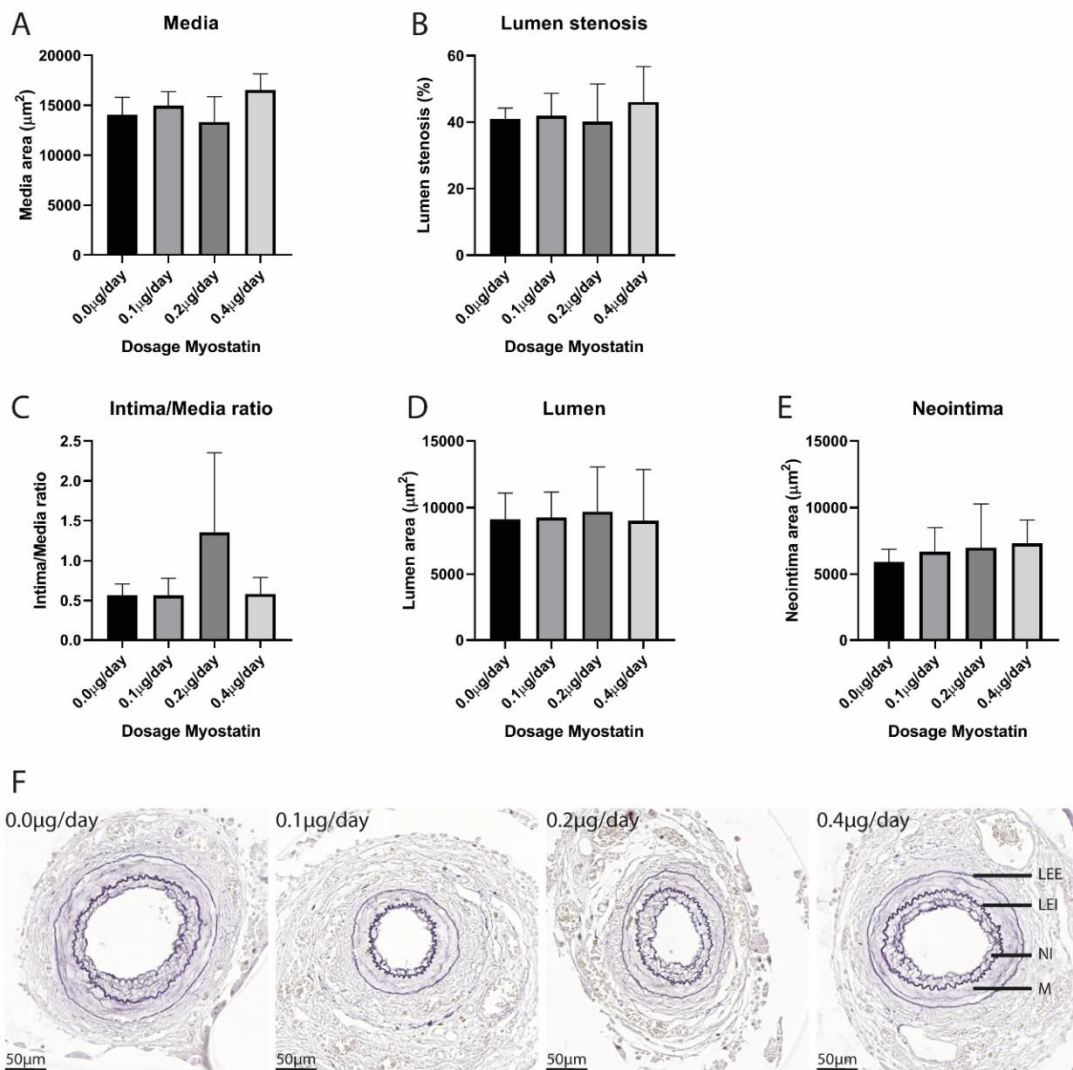 A
Media
Media area (μm²)
20000
15000
10000
5000
0
0.0μg/day
0.1μg/day
0.2μg/day
0.4μg/day
Dosage Myostatin
B
Lumen stenosis
Lumen stenosis (%)
60
40
20
0
0.0μg/day
0.1μg/day
0.2μg/day
0.4μg/day
Dosage Myostatin
C
Intima/Media ratio
Intima/Media ratio
2.5
2.0
1.5
1.0
0.5
0.0
0.0μg/day
0.1μg/day
0.2μg/day
0.4μg/day
Dosage Myostatin
D
Lumen
Lumen area (μm²)
15000
10000
5000
0
0.0μg/day
0.1μg/day
0.2μg/day
0.4μg/day
Dosage Myostatin
E
Neointima
Neointima area (μm²)
15000
10000
5000
0
0.0μg/day
0.1μg/day
0.2μg/day
0.4μg/day
Dosage Myostatin
F
0.0μg/day
50μm
0.1μg/day
50μm
0.2μg/day
50μm
0.4μg/day
LEE
LEI
NI
M
50μm